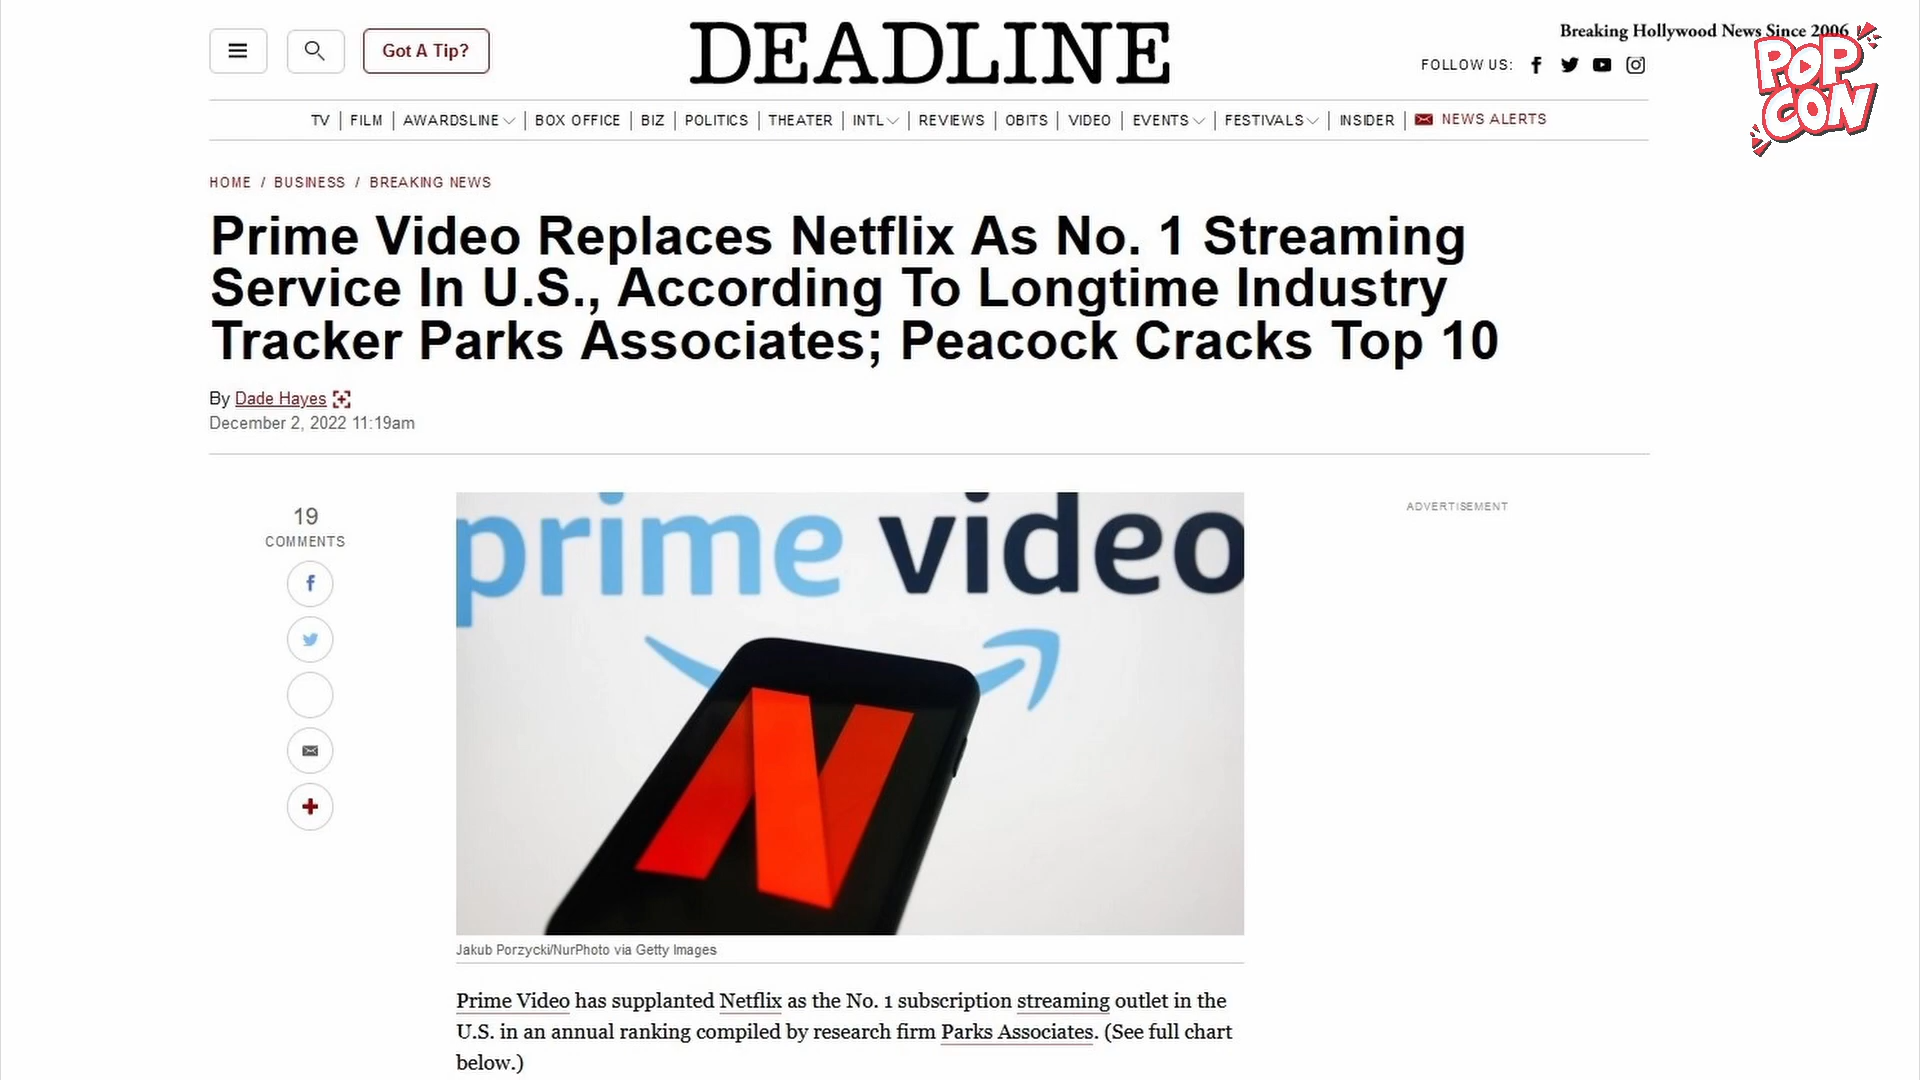 Got A Tip?
DEADLINE
Breaking Hollywood News Since 2006
FOLLOW US:
POP
CON
TV | FILM | AWARDSLINE | BOX OFFICE | BIZ | POLITICS | THEATER | INTL | REVIEWS | OBITS | VIDEO | EVENTS | FESTIVALS | INSIDER | NEWS ALERTS
HOME / BUSINESS / BREAKING NEWS
Prime Video Replaces Netflix As No. 1 Streaming
Service In U.S., According To Longtime Industry
Tracker Parks Associates; Peacock Cracks Top 10
By Dade Hayes
December 2, 2022 11:19am
19
COMMENTS
ADVERTISEMENT
prime video
N
Jakub Porzycki/NurPhoto via Getty Images
Prime Video has supplanted Netflix as the No. 1 subscription streaming outlet in the
U.S. in an annual ranking compiled by research firm Parks Associates. (See full chart
below.)